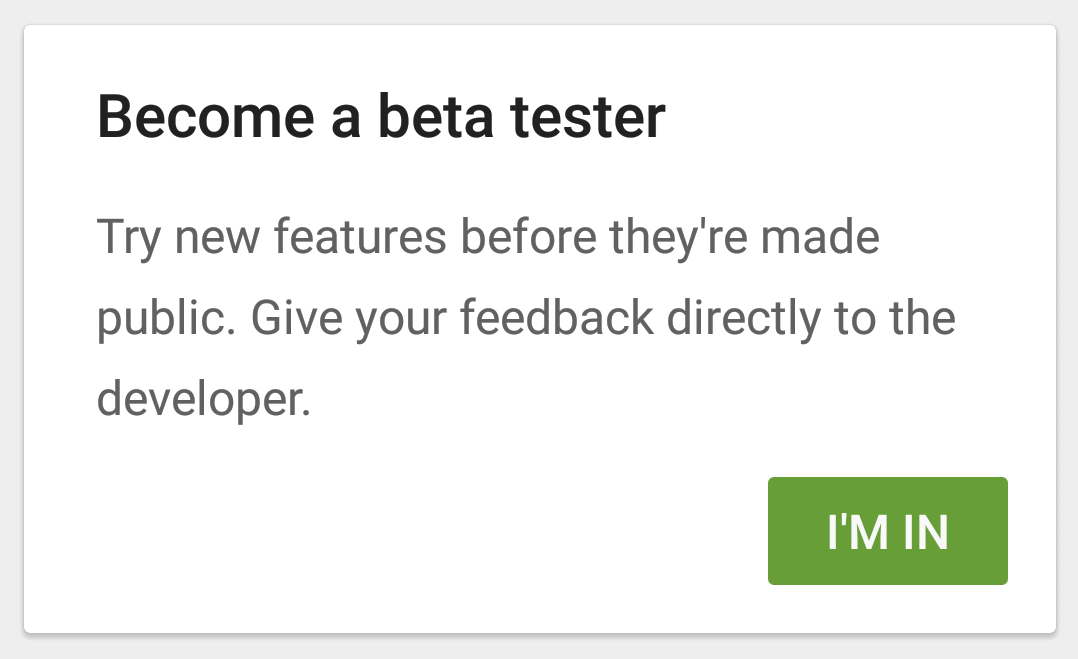 Become a beta tester
Try new features before they're made
public. Give your feedback directly to the
developer.
I'M IN